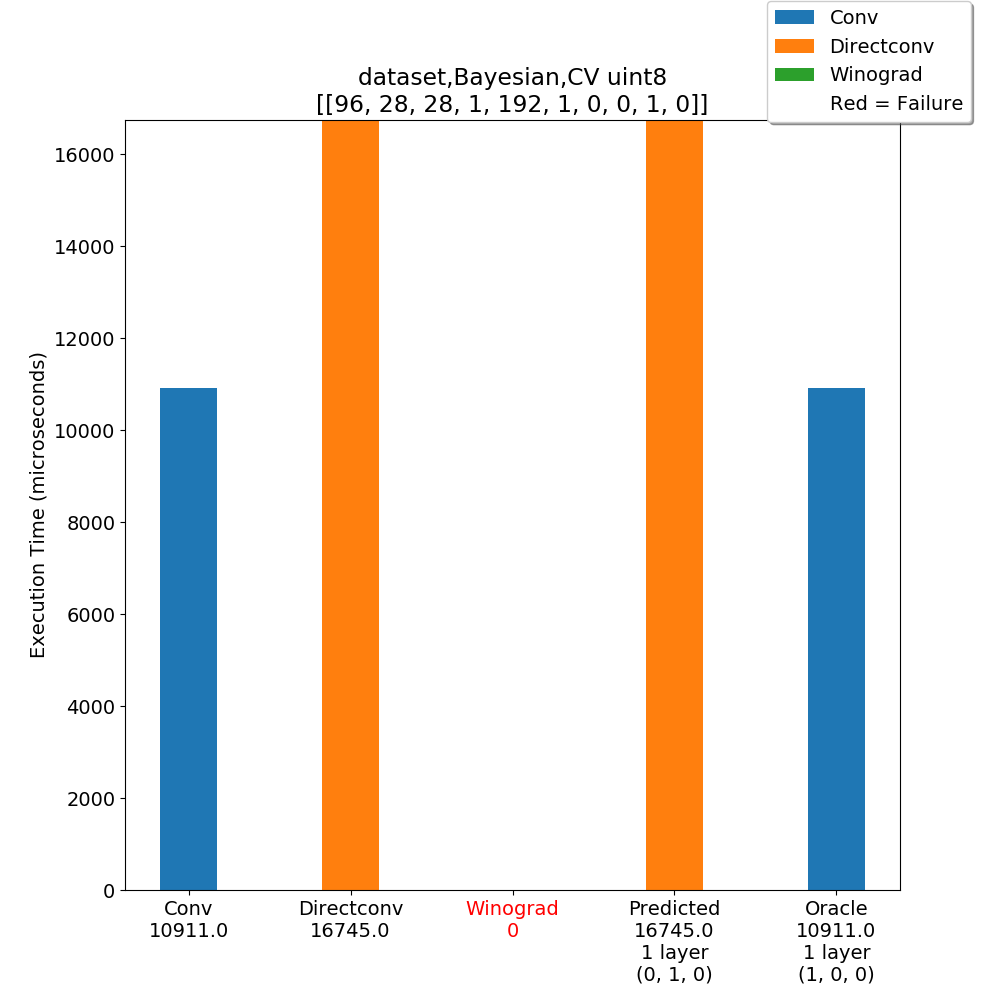 Conv
Directconv
Winograd
Red = Failure
dataset,Bayesian,CV uint8
[[96, 28, 28, 1, 192, 1, 0, 0, 1, 0]]
Execution Time (microseconds)
16000
14000
12000
10000
8000
6000
4000
2000
0
Conv
10911.0
Directconv
16745.0
Winograd
0
Predicted
16745.0
1 layer
(0, 1, 0)
Oracle
10911.0
1 layer
(1, 0, 0)